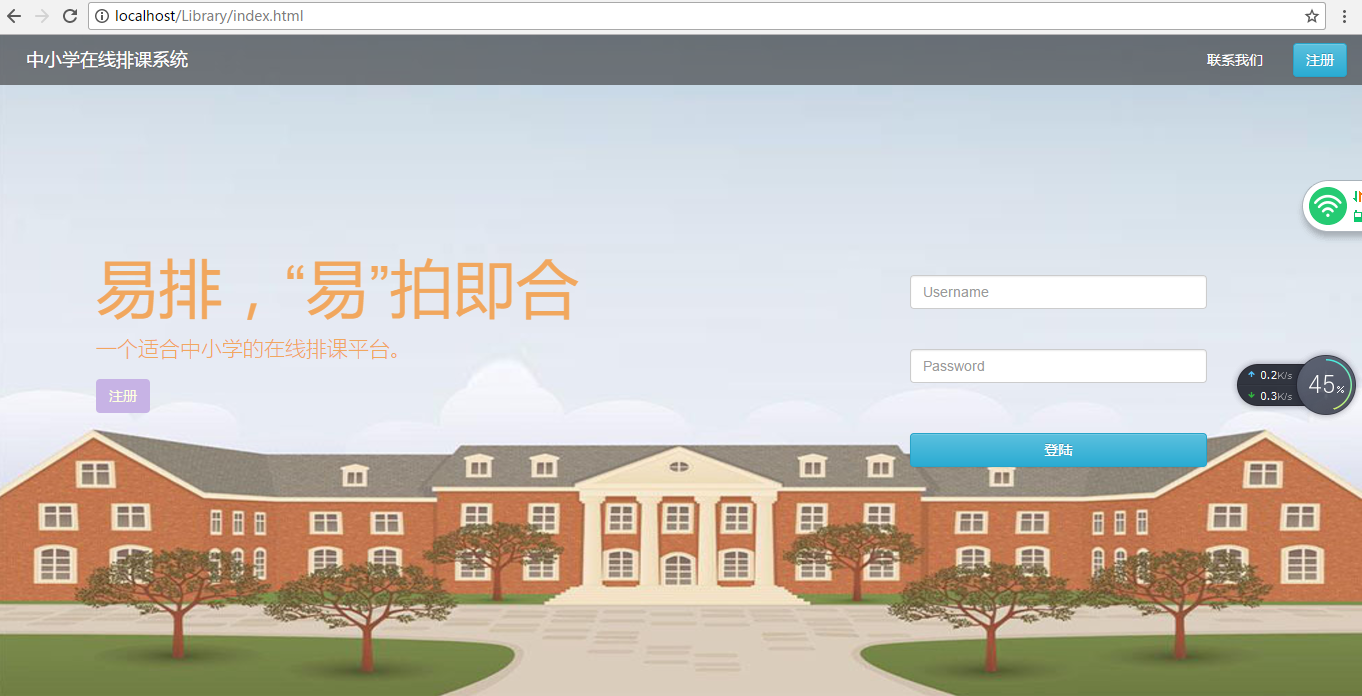 localhost/Library/index.html
中小学在线排课系统
联系我们
注册
易排，“易”拍即合
一个适合中小学的在线排课平台。
注册
Username
Password
登陆
0.2K/s
0.3K/s
45%